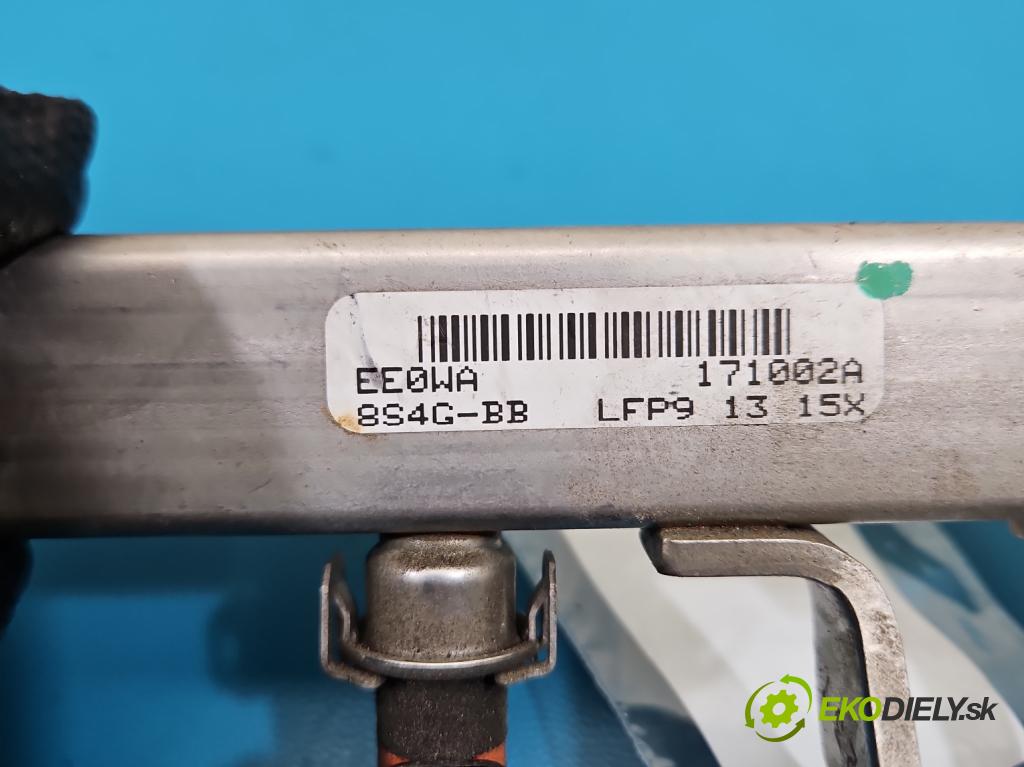 EE0WA 171002A
8S4G-BB LFP9 13 15X
EKODIELY.sk